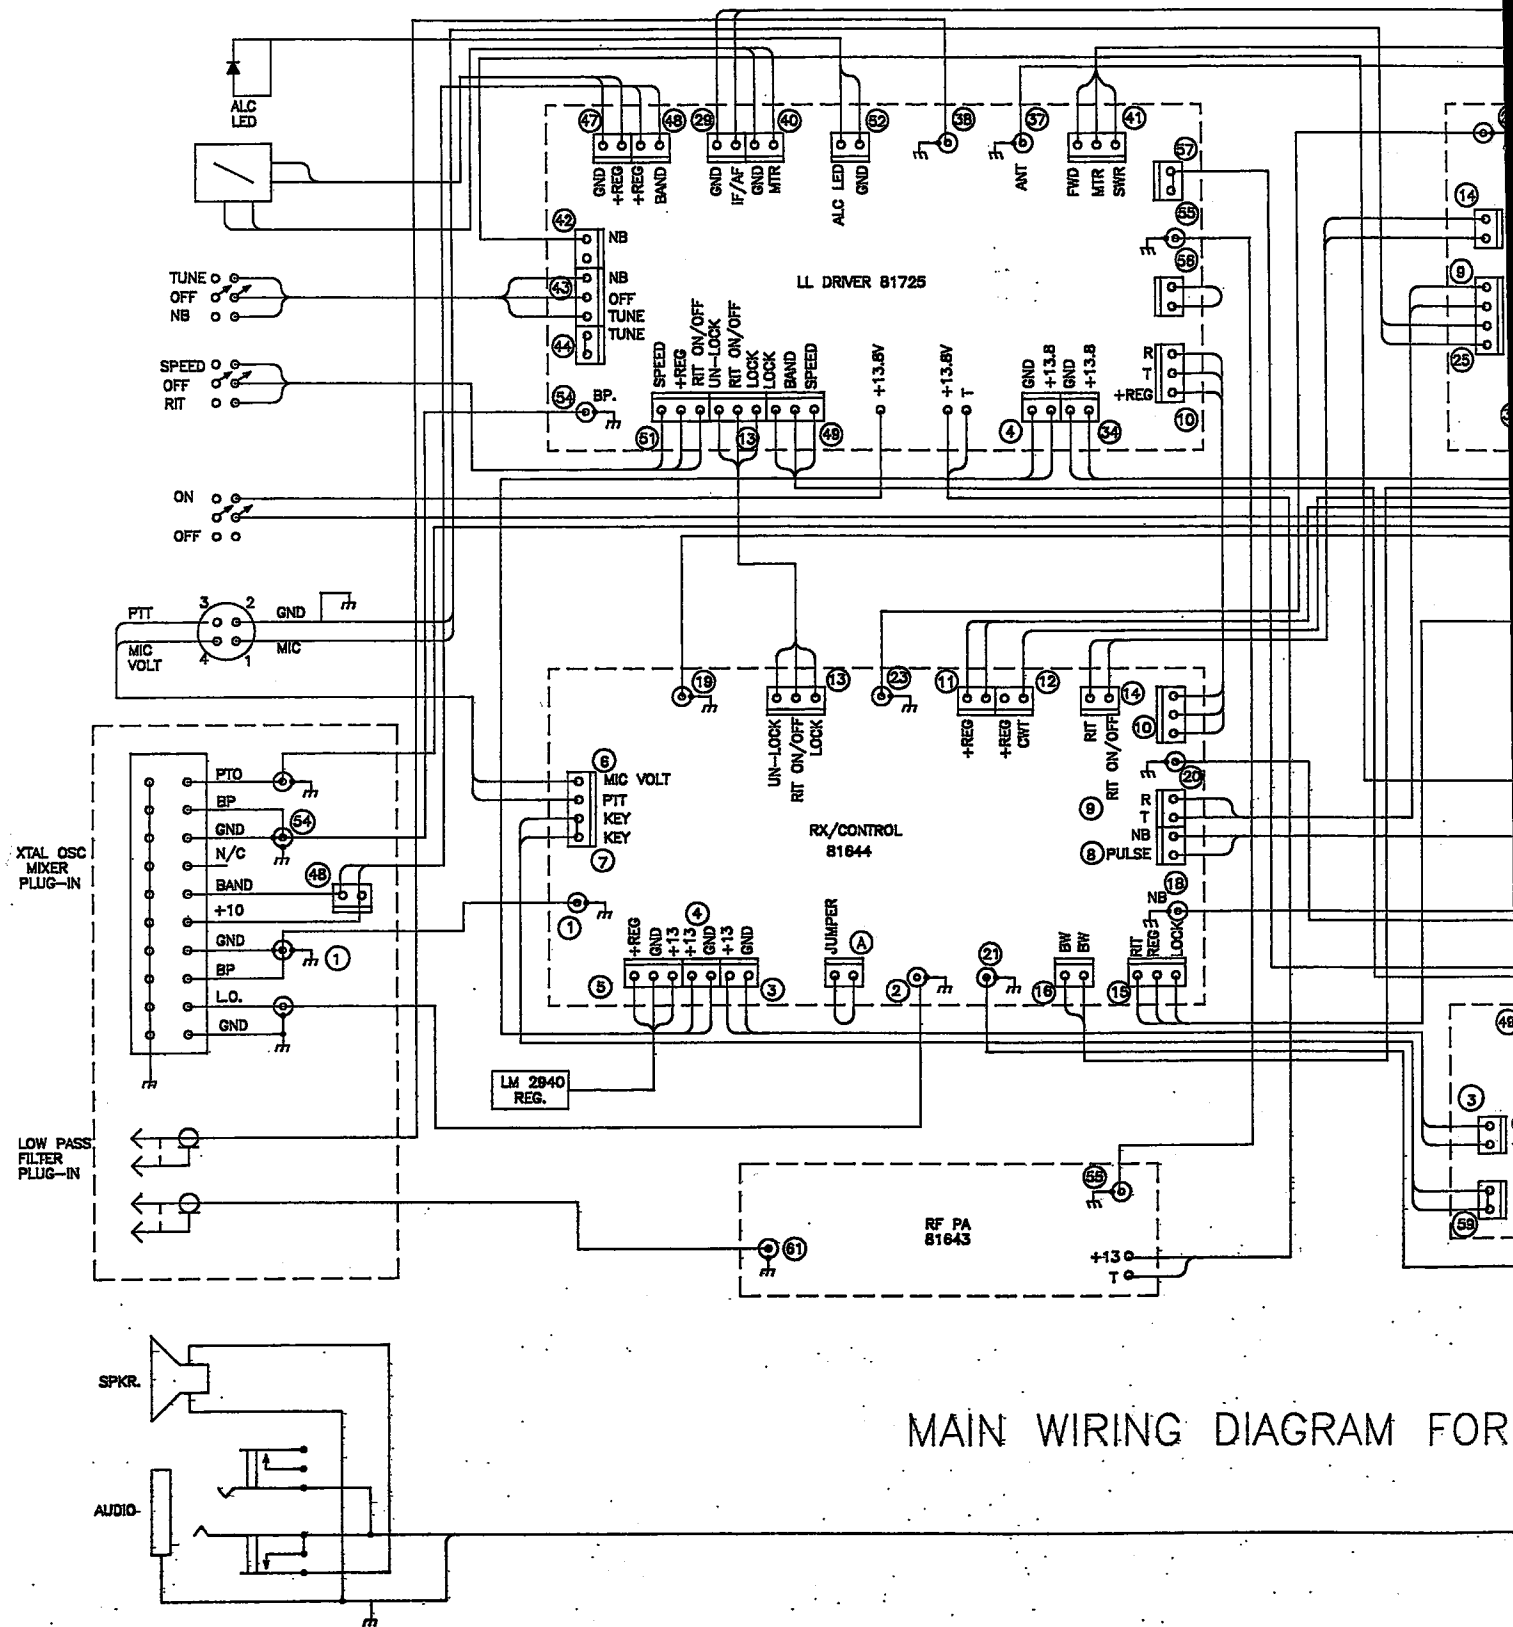 ALC
LED
47
48
29
40
52
38
37
41
GND
+REG
+REG
BAND
GND
IF/AF
GND
MTR
ALC LED
GND
ANT
FWD
MTR
SWR
57
14
42
NB
55
56
9
TUNE
OFF
NB
43
NB
OFF
TUNE
TUNE
44
LL DRIVER 81725
SPEED
OFF
RIT
54
BP.
SPEED
+REG
RIT ON/OFF
UN-LOCK
RIT ON/OFF
LOCK
LOCK
BAND
SPEED
+13.8V
+13.8V
T
GND
+13.8
GND
+13.8
R
T
+REG
25
51
13
49
4
34
10
ON
OFF
PTT
MIC
VOLT
3
2
4
1
GND
MIC
19
13
23
11
12
14
UN-LOCK
RIT ON/OFF
LOCK
+REG
+REG
CWT
RIT
RIT ON/OFF
10
20
6
MIC VOLT
PTT
KEY
KEY
7
9
R
T
NB
PULSE
8
RX/CONTROL
81644
XTAL OSC
MIXER
PLUG-IN
PTO
BP
GND
N/C
BAND
+10
GND
BP
L.O.
GND
54
48
1
1
18
NB
+REG
GND
+13
+13
GND
+13
GND
4
5
3
JUMPER
A
2
21
BW
BW
16
RIT
REG
LOCK
15
49
LM 2940
REG.
3
59
LOW PASS
FILTER
PLUG-IN
55
RF PA
81643
61
+13
T
SPKR.
AUDIO
MAIN WIRING DIAGRAM FOR